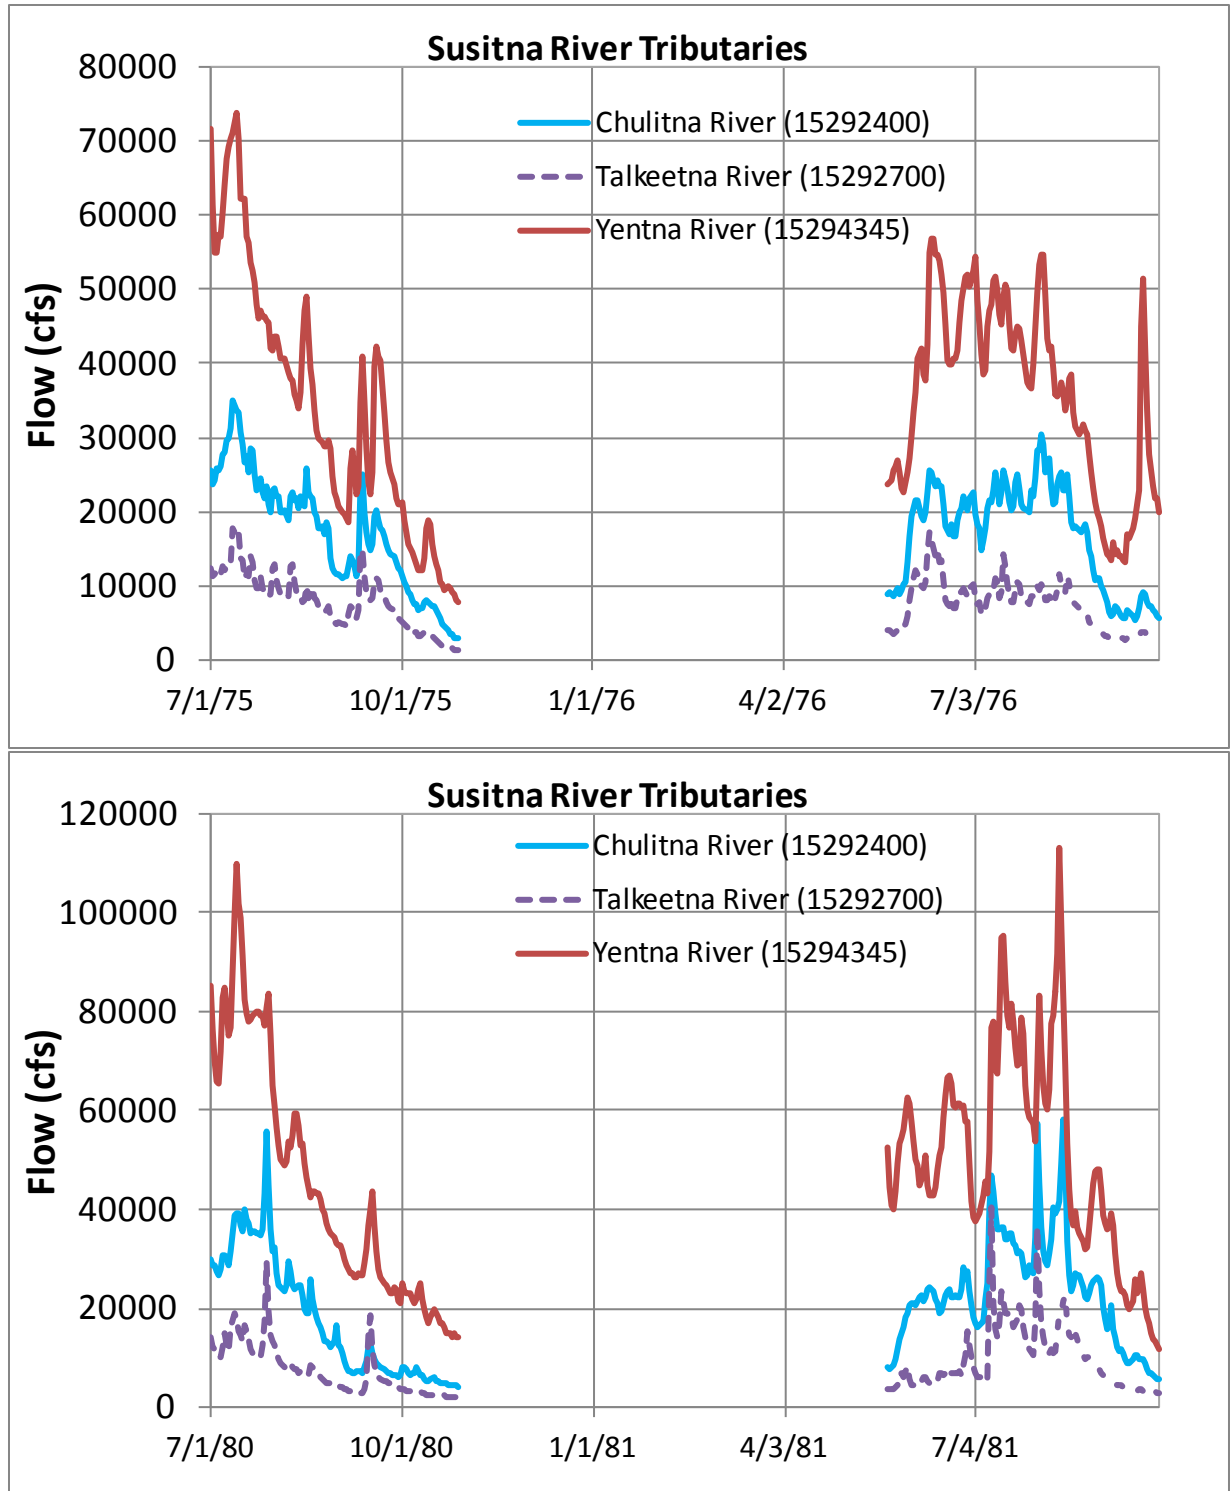 Susitna River Tributaries
80000
70000
60000
50000
40000
30000
20000
10000
0
Flow (cfs)
Chulitna River (15292400)
Talkeetna River (15292700)
Yentna River (15294345)
7/1/75 10/1/75 1/1/76 4/2/76 7/3/76
Susitna River Tributaries
120000
100000
80000
60000
40000
20000
0
Flow (cfs)
Chulitna River (15292400)
Talkeetna River (15292700)
Yentna River (15294345)
7/1/80 10/1/80 1/1/81 4/3/81 7/4/81